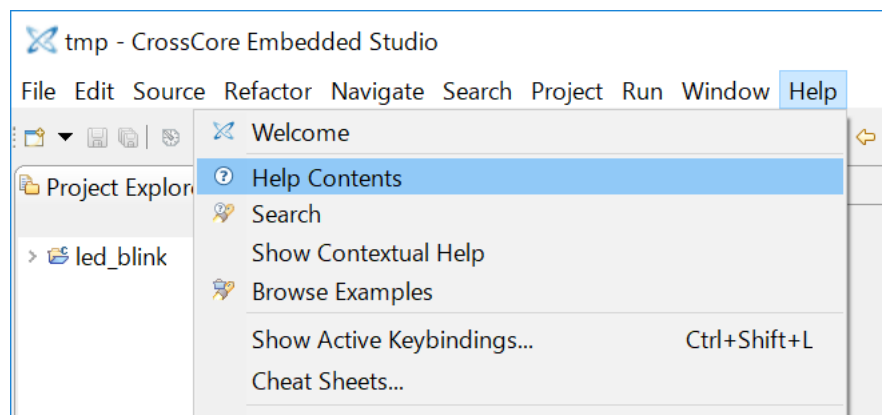 tmp - CrossCore Embedded Studio
File Edit Source Refactor Navigate Search Project Run Window Help
Welcome
Help Contents
Project Explor
Search
Show Contextual Help
led_blink
Browse Examples
Show Active Keybindings... Ctrl+Shift+L
Cheat Sheets...